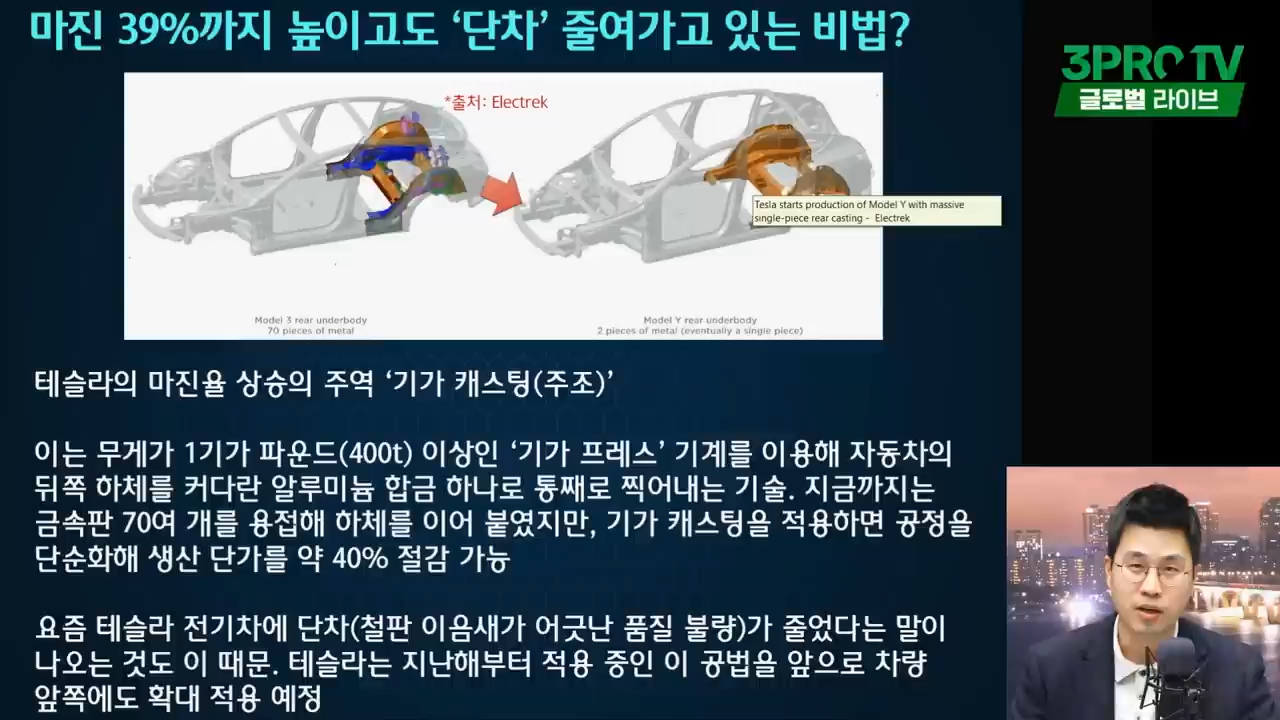 마진 39%까지 높이고도 ‘단차’ 줄여가고 있는 비법?
3PRO TV
글로벌 라이브
*출처: Electrek
Tesla starts production of Model Y with massive
single-piece rear casting - Electrek
Model 3 rear underbody
70 pieces of metal
Model Y rear underbody
2 pieces of metal (eventually a single piece)
테슬라의 마진율 상승의 주역 ‘기가 캐스팅(주조)’
이는 무게가 1기가 파운드(400t) 이상인 ‘기가 프레스’ 기계를 이용해 자동차의
뒤쪽 하체를 커다란 알루미늄 합금 하나로 통째로 찍어내는 기술. 지금까지는
금속판 70여 개를 용접해 하체를 이어 붙였지만, 기가 캐스팅을 적용하면 공정을
단순화해 생산 단가를 약 40% 절감 가능
요즘 테슬라 전기차에 단차(철판 이음새가 어긋난 품질 불량)가 줄었다는 말이
나오는 것도 이 때문. 테슬라는 지난해부터 적용 중인 이 공법을 앞으로 차량
앞쪽에도 확대 적용 예정